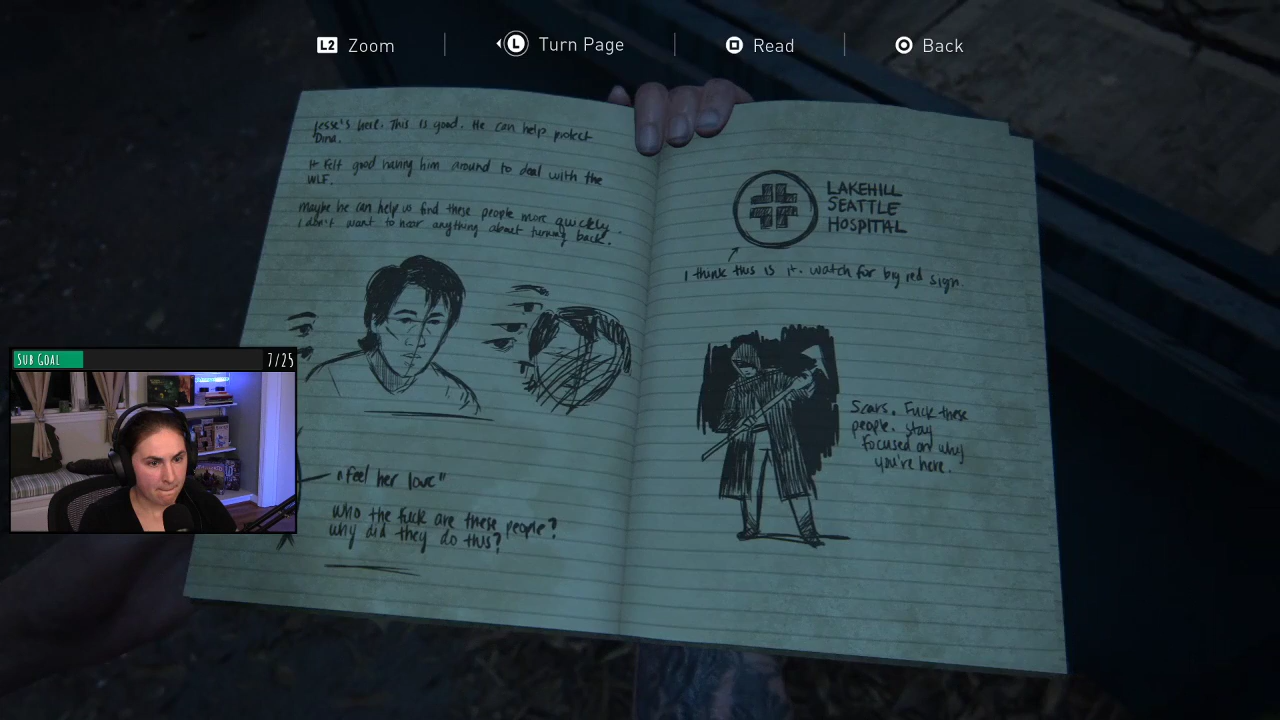 L2 Zoom
L Turn Page
Read
Back
Jesse's here. This is good. He can help protect
Dina.
It felt good having him around to deal with the
WLF.
Maybe he can help us find these people more quickly.
I don't want to hear anything about turning back.
"Feel her love"
Who the fuck are these people?
why did they do this?
LAKEHILL
SEATTLE
HOSPITAL
I think this is it. watch for big red sign.
Scars. Fuck these
people. stay
focused on why
you're here.
SUB GOAL
7/25